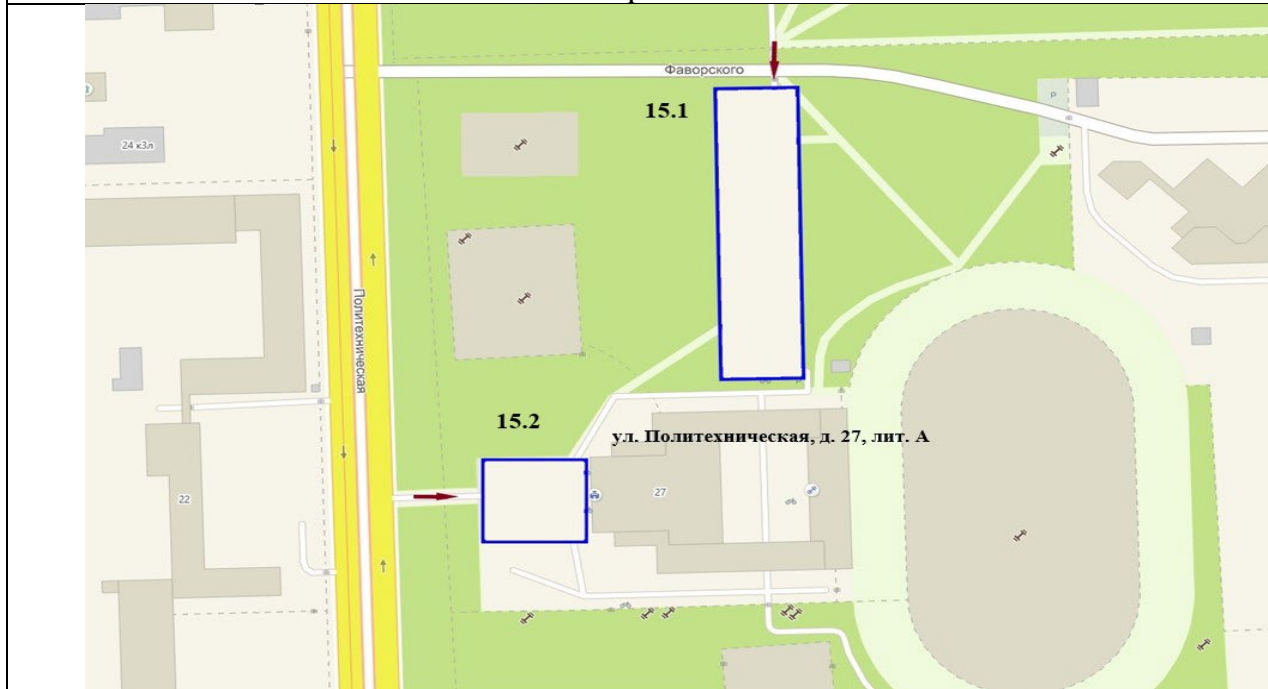 Фаворского
15.1
P
24 к3л
Политехническая
15.2
ул. Политехническая, д. 27, лит. А
22
27